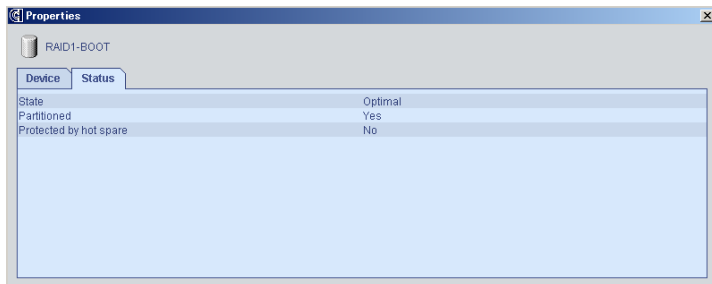 Properties
RAID1-BOOT
Device Status
State Optimal
Partitioned Yes
Protected by hot spare No